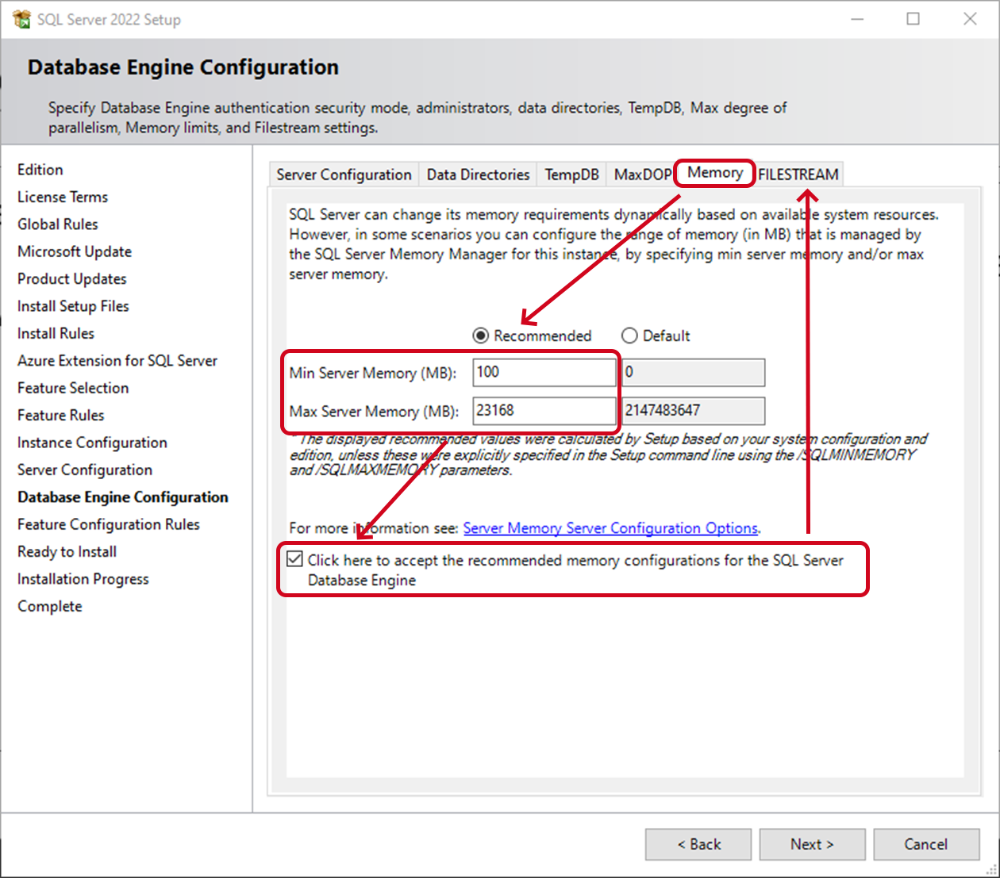 SQL Server 2022 Setup
Database Engine Configuration
Specify Database Engine authentication security mode, administrators, data directories, TempDB, Max degree of
parallelism, Memory limits, and Filestream settings.
Edition
License Terms
Global Rules
Microsoft Update
Product Updates
Install Setup Files
Install Rules
Azure Extension for SQL Server
Feature Selection
Feature Rules
Instance Configuration
Server Configuration
Database Engine Configuration
Feature Configuration Rules
Ready to Install
Installation Progress
Complete
Server Configuration Data Directories TempDB MaxDOP Memory FILESTREAM
SQL Server can change its memory requirements dynamically based on available system resources.
However, in some scenarios you can configure the range of memory (in MB) that is managed by
the SQL Server Memory Manager for this instance, by specifying min server memory and/or max
server memory.
Recommended Default
Min Server Memory (MB): 100 0
Max Server Memory (MB): 23168 2147483647
The displayed recommended values were calculated by Setup based on your system configuration and
edition, unless these were explicitly specified in the Setup command line using the /SQLMINMEMORY
and /SQLMAXMEMORY parameters.
For more information see: Server Memory Server Configuration Options.
Click here to accept the recommended memory configurations for the SQL Server
Database Engine
< Back Next > Cancel